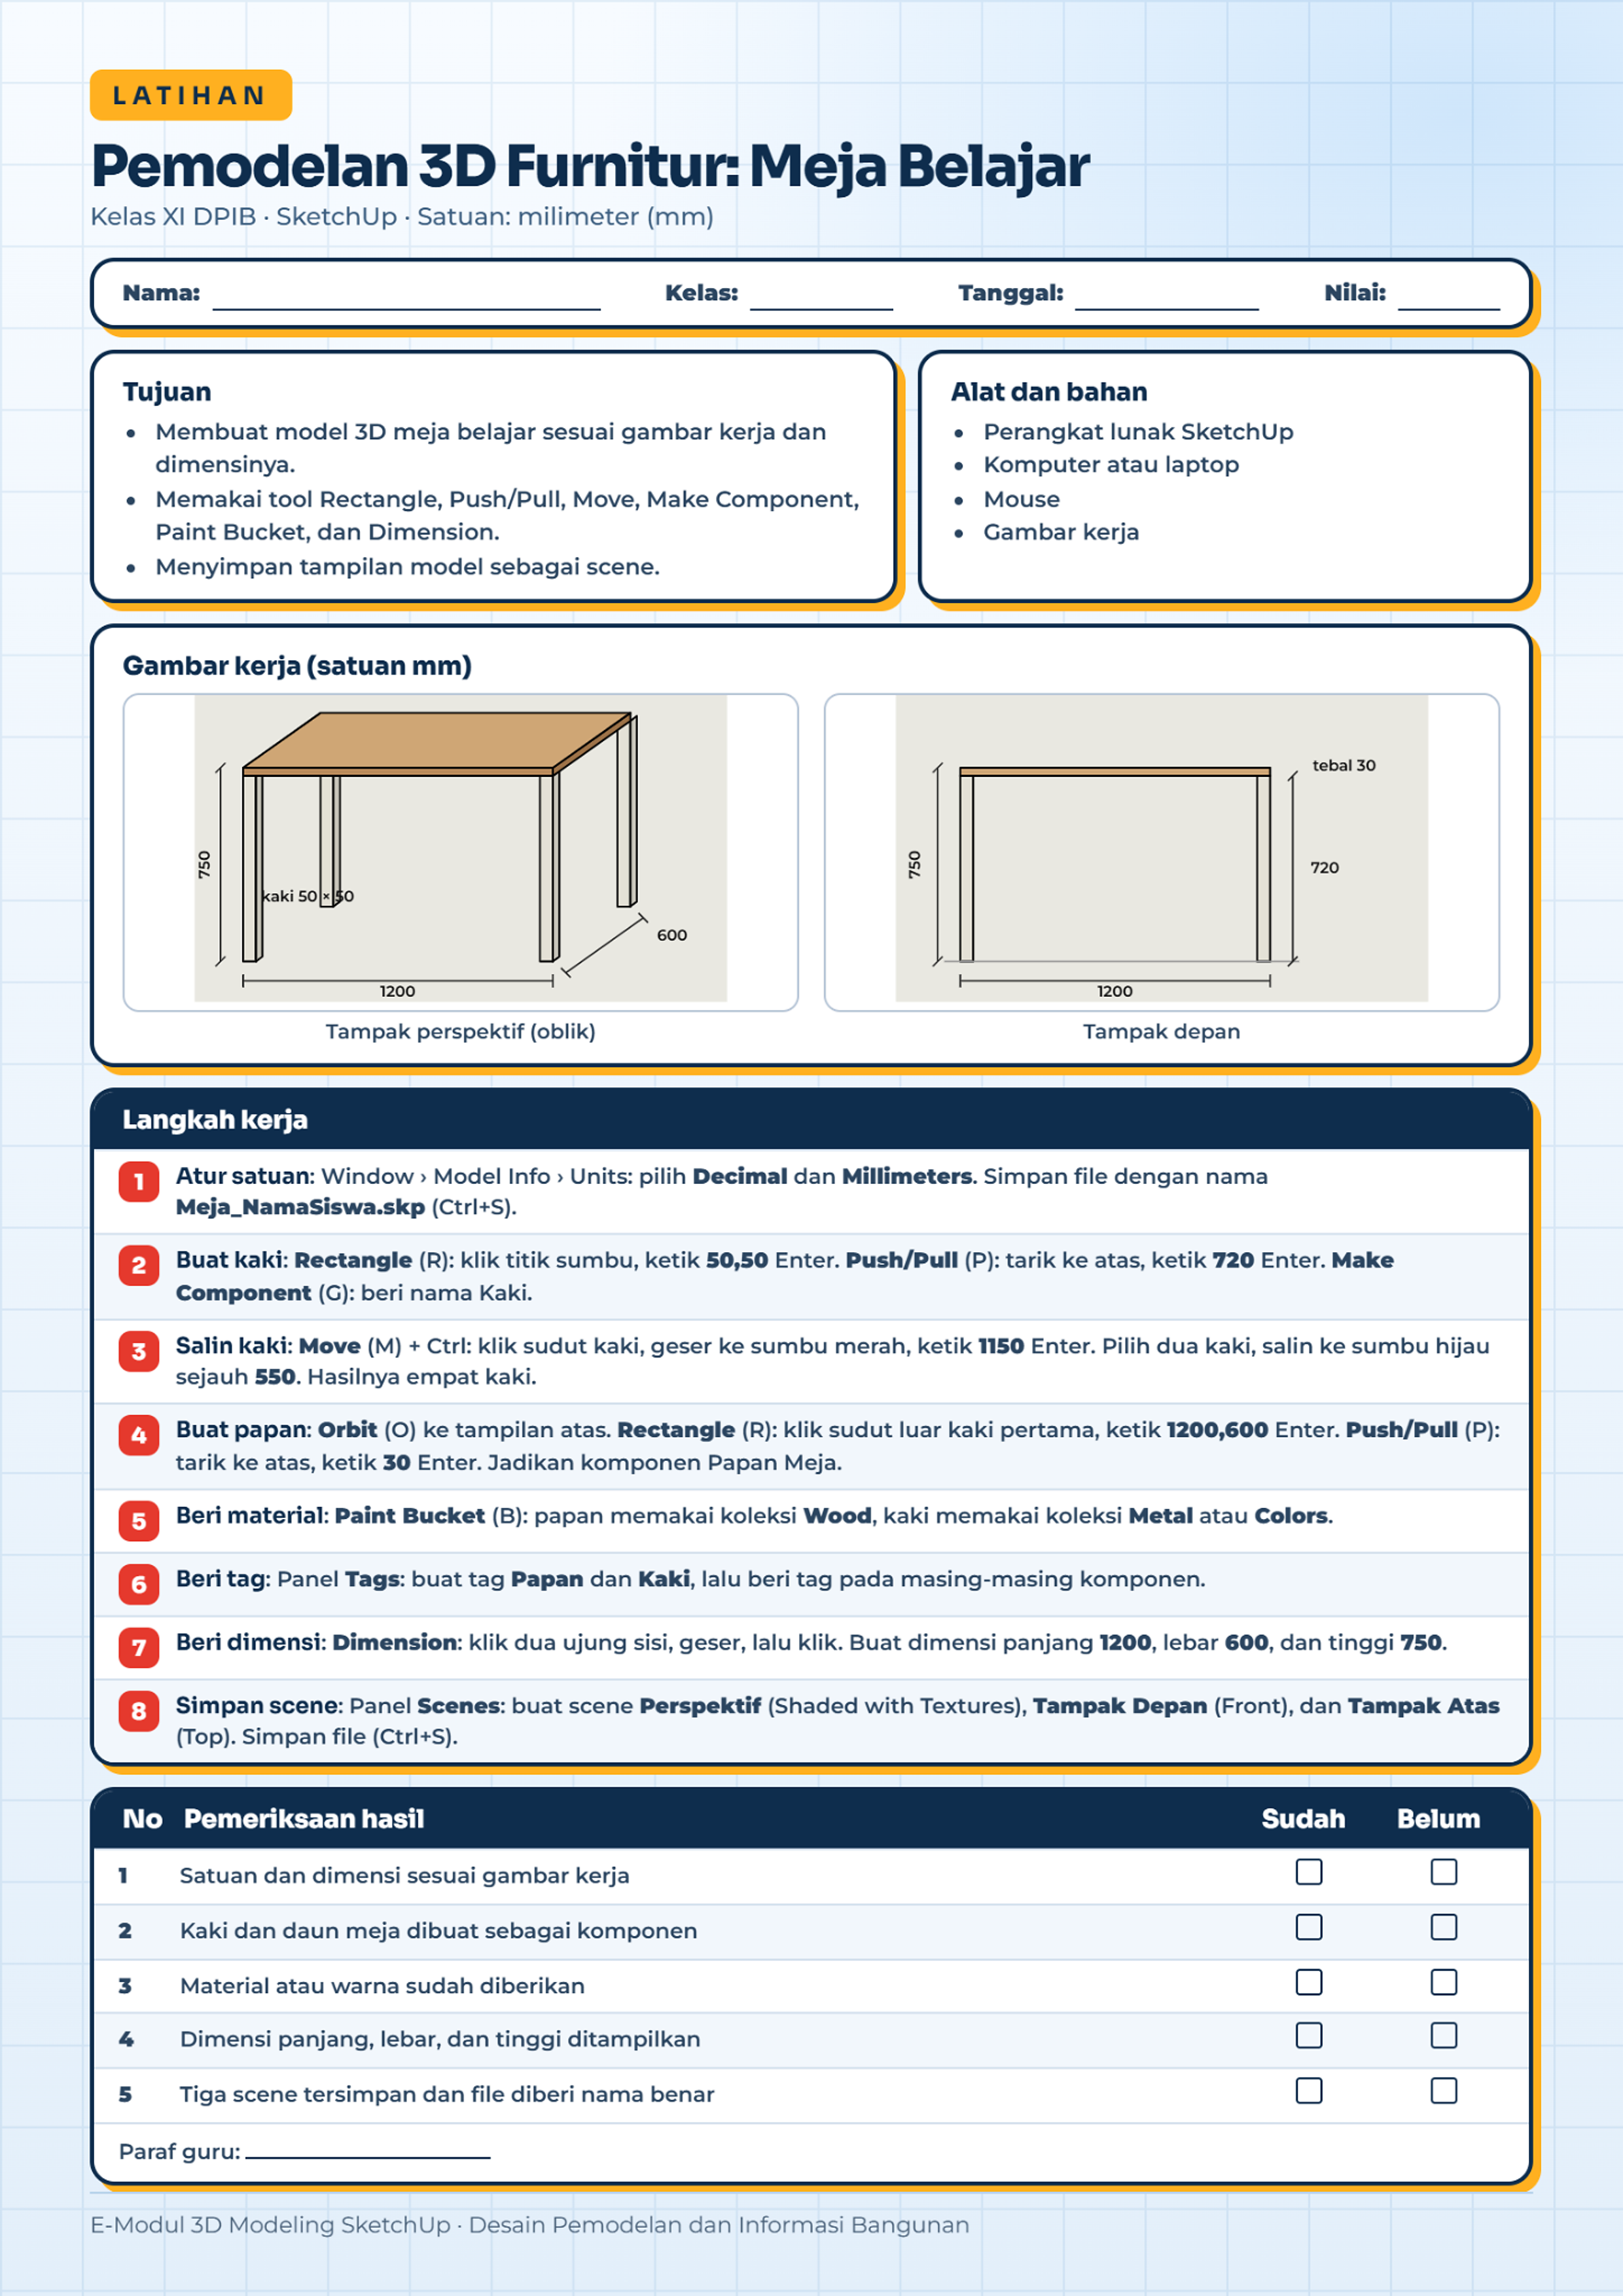 LATIHAN
Pemodelan 3D Furnitur: Meja Belajar
Kelas XI DPIB · SketchUp · Satuan: milimeter (mm)
Nama: Kelas: Tanggal: Nilai:
Tujuan
• Membuat model 3D meja belajar sesuai gambar kerja dan
dimensinya.
• Memakai tool Rectangle, Push/Pull, Move, Make Component,
Paint Bucket, dan Dimension.
• Menyimpan tampilan model sebagai scene.
Alat dan bahan
• Perangkat lunak SketchUp
• Komputer atau laptop
• Mouse
• Gambar kerja
Gambar kerja (satuan mm)
750
kaki 50 × 50
600
1200
Tampak perspektif (oblik)
tebal 30
750
720
1200
Tampak depan
Langkah kerja
1 Atur satuan: Window › Model Info › Units: pilih Decimal dan Millimeters. Simpan file dengan nama
Meja_NamaSiswa.skp (Ctrl+S).
2 Buat kaki: Rectangle (R): klik titik sumbu, ketik 50,50 Enter. Push/Pull (P): tarik ke atas, ketik 720 Enter. Make
Component (G): beri nama Kaki.
3 Salin kaki: Move (M) + Ctrl: klik sudut kaki, geser ke sumbu merah, ketik 1150 Enter. Pilih dua kaki, salin ke sumbu hijau
sejauh 550. Hasilnya empat kaki.
4 Buat papan: Orbit (O) ke tampilan atas. Rectangle (R): klik sudut luar kaki pertama, ketik 1200,600 Enter. Push/Pull (P):
tarik ke atas, ketik 30 Enter. Jadikan komponen Papan Meja.
5 Beri material: Paint Bucket (B): papan memakai koleksi Wood, kaki memakai koleksi Metal atau Colors.
6 Beri tag: Panel Tags: buat tag Papan dan Kaki, lalu beri tag pada masing-masing komponen.
7 Beri dimensi: Dimension: klik dua ujung sisi, geser, lalu klik. Buat dimensi panjang 1200, lebar 600, dan tinggi 750.
8 Simpan scene: Panel Scenes: buat scene Perspektif (Shaded with Textures), Tampak Depan (Front), dan Tampak Atas
(Top). Simpan file (Ctrl+S).
No Pemeriksaan hasil Sudah Belum
1 Satuan dan dimensi sesuai gambar kerja
2 Kaki dan daun meja dibuat sebagai komponen
3 Material atau warna sudah diberikan
4 Dimensi panjang, lebar, dan tinggi ditampilkan
5 Tiga scene tersimpan dan file diberi nama benar
Paraf guru:
E-Modul 3D Modeling SketchUp · Desain Pemodelan dan Informasi Bangunan